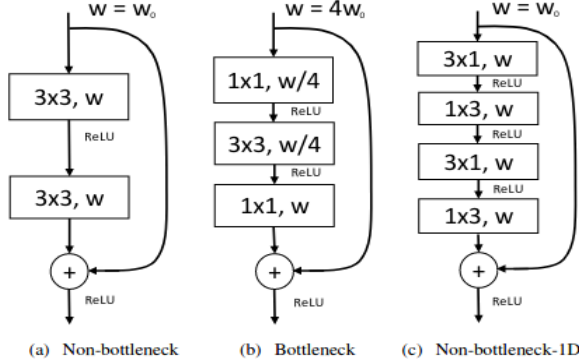 w = w₀
3x3, w
ReLU
3x3, w
+
ReLU
(a) Non-bottleneck
w = 4w₀
1x1, w/4
ReLU
3x3, w/4
ReLU
1x1, w
+
ReLU
(b) Bottleneck
w = w₀
3x1, w
ReLU
1x3, w
ReLU
3x1, w
ReLU
1x3, w
+
ReLU
(c) Non-bottleneck-1D